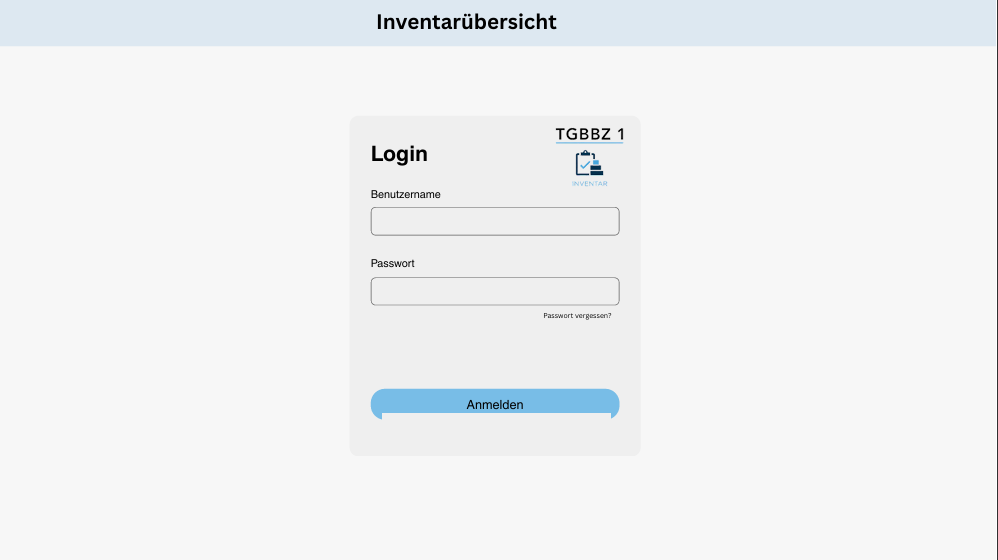 Inventarübersicht
TGBBZ 1
Login
INVENTAR
Benutzername
Passwort
Passwort vergessen?
Anmelden